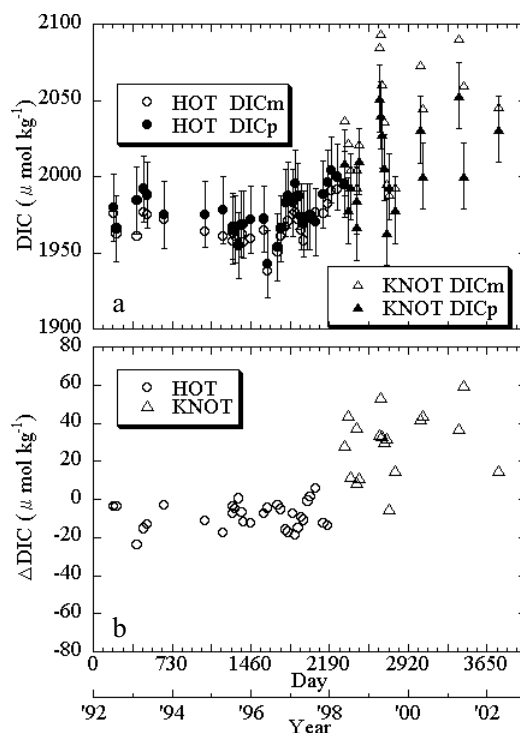 2100
2050
2000
1950
1900
DIC ( μ mol kg-1)
HOT DICm
HOT DICp
KNOT DICm
KNOT DICp
a
80
60
40
20
0
-20
-40
-60
-80
ΔDIC ( μ mol kg-1)
HOT
KNOT
b
0 730 1460 2190 2920 3650
Day
'92 '94 '96 '98 '00 '02
Year